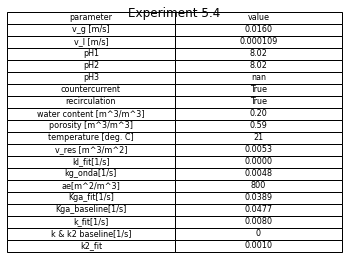 Experiment 5.4
parameter value
v_g [m/s] 0.0160
v_l [m/s] 0.000109
pH1 8.02
pH2 8.02
pH3 nan
countercurrent True
recirculation True
water content [m^3/m^3] 0.20
porosity [m^3/m^3] 0.59
temperature [deg. C] 21
v_res [m^3/m^2] 0.0053
kl_fit[1/s] 0.0000
kg_onda[1/s] 0.0048
ae[m^2/m^3] 800
Kga_fit[1/s] 0.0389
Kga_baseline[1/s] 0.0477
k_fit[1/s] 0.0080
k & k2 baseline[1/s] 0
k2_fit 0.0010